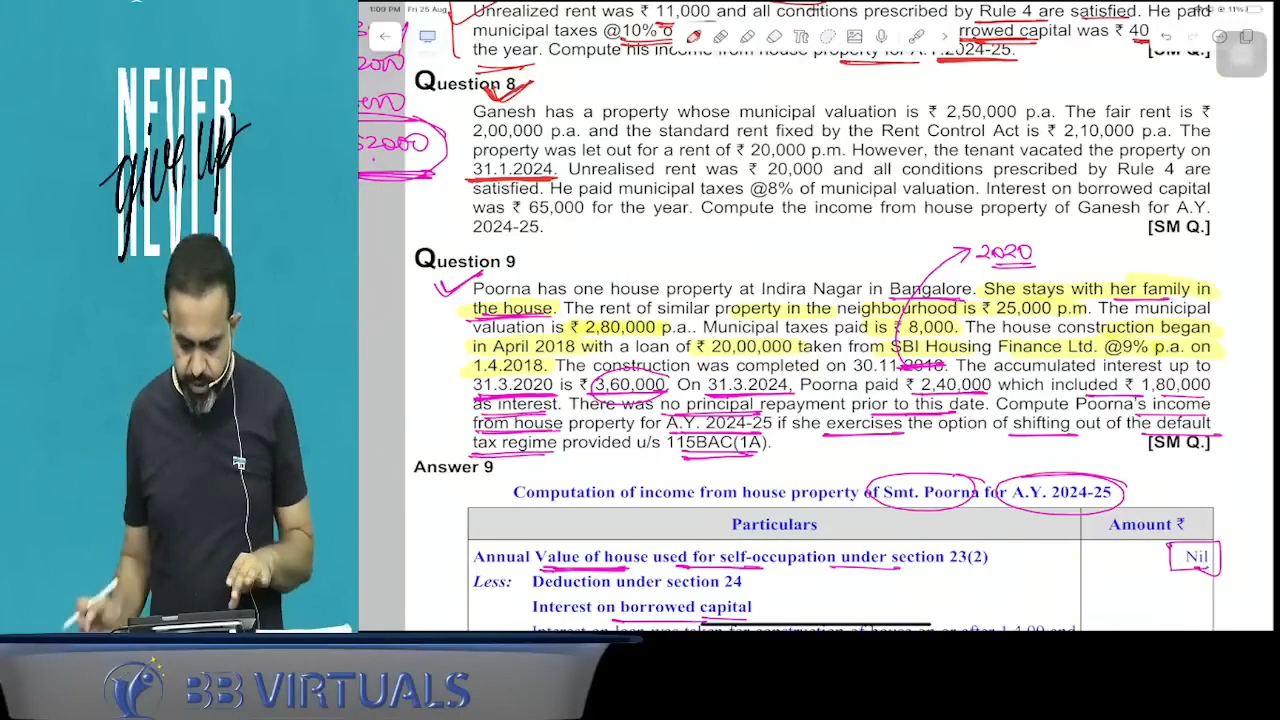 1:09 PM Fri 25 Aug
11%
Unrealized rent was ₹ 11,000 and all conditions prescribed by Rule 4 are satisfied. He paid
municipal taxes @10% o rrowed capital was ₹ 40
the year. Compute his income from house property for A.Y.2024-25. [SM Q.]
Question 8
Ganesh has a property whose municipal valuation is ₹ 2,50,000 p.a. The fair rent is ₹
2,00,000 p.a. and the standard rent fixed by the Rent Control Act is ₹ 2,10,000 p.a. The
property was let out for a rent of ₹ 20,000 p.m. However, the tenant vacated the property on
31.1.2024. Unrealised rent was ₹ 20,000 and all conditions prescribed by Rule 4 are
satisfied. He paid municipal taxes @8% of municipal valuation. Interest on borrowed capital
was ₹ 65,000 for the year. Compute the income from house property of Ganesh for A.Y.
2024-25. [SM Q.]
2020
Question 9
Poorna has one house property at Indira Nagar in Bangalore. She stays with her family in
the house. The rent of similar property in the neighbourhood is ₹ 25,000 p.m. The municipal
valuation is ₹ 2,80,000 p.a.. Municipal taxes paid is ₹ 8,000. The house construction began
in April 2018 with a loan of ₹ 20,00,000 taken from SBI Housing Finance Ltd. @9% p.a. on
1.4.2018. The construction was completed on 30.11. The accumulated interest up to
31.3.2020 is ₹ 3,60,000. On 31.3.2024, Poorna paid ₹ 2,40,000 which included ₹ 1,80,000
as interest. There was no principal repayment prior to this date. Compute Poorna's income
from house property for A.Y. 2024-25 if she exercises the option of shifting out of the default
tax regime provided u/s 115BAC(1A). [SM Q.]
Answer 9
Computation of income from house property of Smt. Poorna for A.Y. 2024-25
Particulars Amount ₹
Annual Value of house used for self-occupation under section 23(2) Nil
Less: Deduction under section 24
Interest on borrowed capital
NEVER
give up
NEVER
BB VIRTUALS